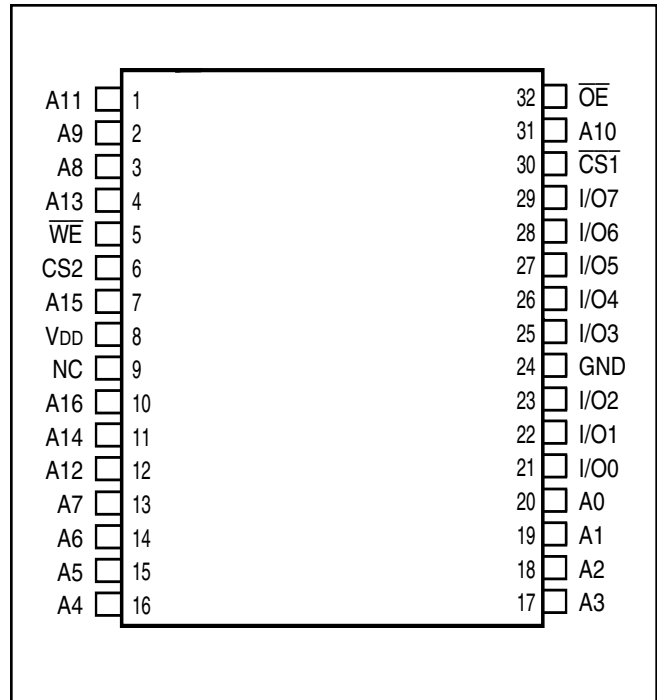 A11 1 32 O̅E̅
A9 2 31 A10
A8 3 30 C̅S̅1̅
A13 4 29 I/O7
W̅E̅ 5 28 I/O6
CS2 6 27 I/O5
A15 7 26 I/O4
VDD 8 25 I/O3
NC 9 24 GND
A16 10 23 I/O2
A14 11 22 I/O1
A12 12 21 I/O0
A7 13 20 A0
A6 14 19 A1
A5 15 18 A2
A4 16 17 A3